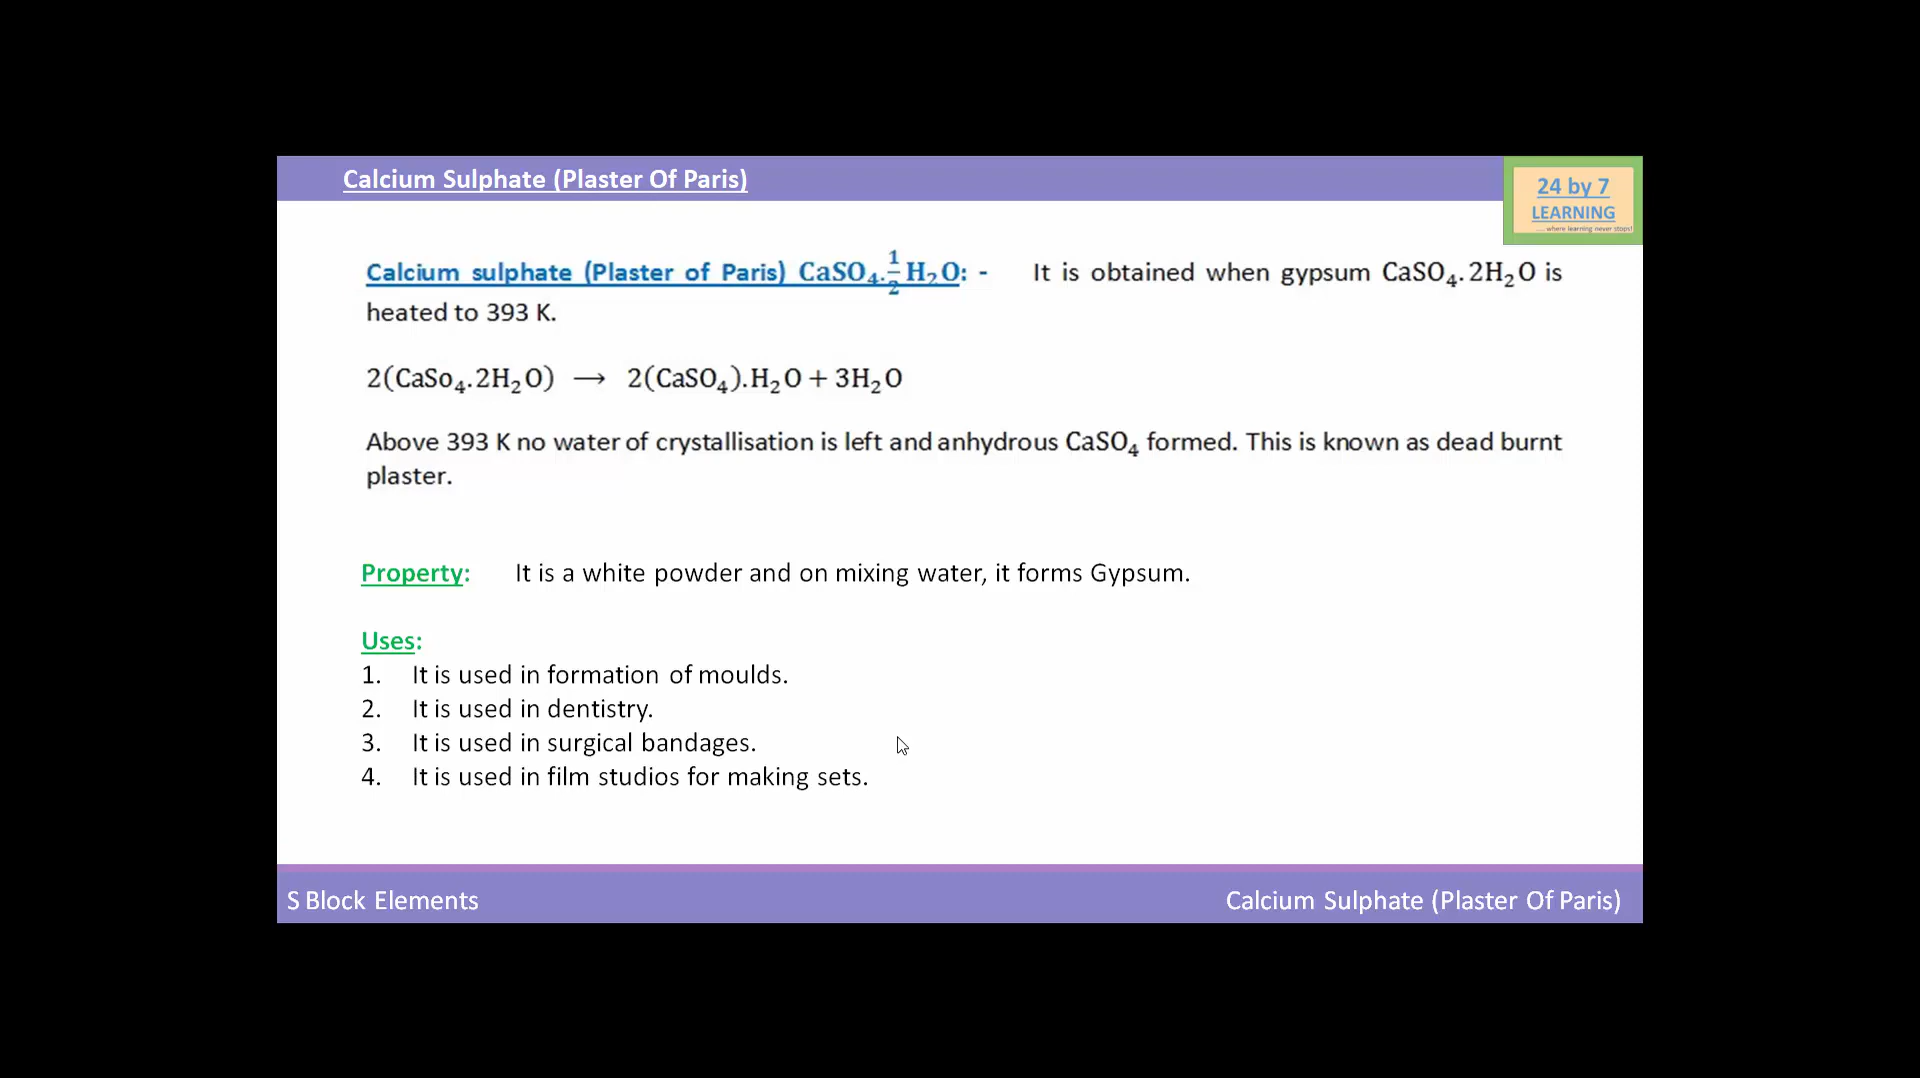 Calcium Sulphate (Plaster Of Paris)
24 by 7
LEARNING
.... where learning never stops!
Calcium sulphate (Plaster of Paris) CaSO₄.½H₂O: - It is obtained when gypsum CaSO₄.2H₂O is
heated to 393 K.
2(CaSo₄.2H₂O) ⟶ 2(CaSO₄).H₂O + 3H₂O
Above 393 K no water of crystallisation is left and anhydrous CaSO₄ formed. This is known as dead burnt
plaster.
Property: It is a white powder and on mixing water, it forms Gypsum.
Uses:
1. It is used in formation of moulds.
2. It is used in dentistry.
3. It is used in surgical bandages.
4. It is used in film studios for making sets.
S Block Elements
Calcium Sulphate (Plaster Of Paris)